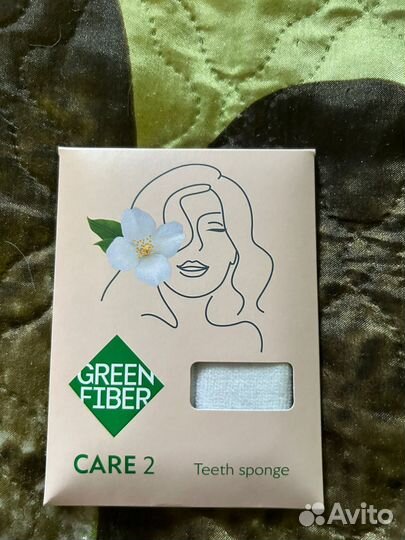 GREEN
FIBER
CARE 2
Teeth sponge
Avito